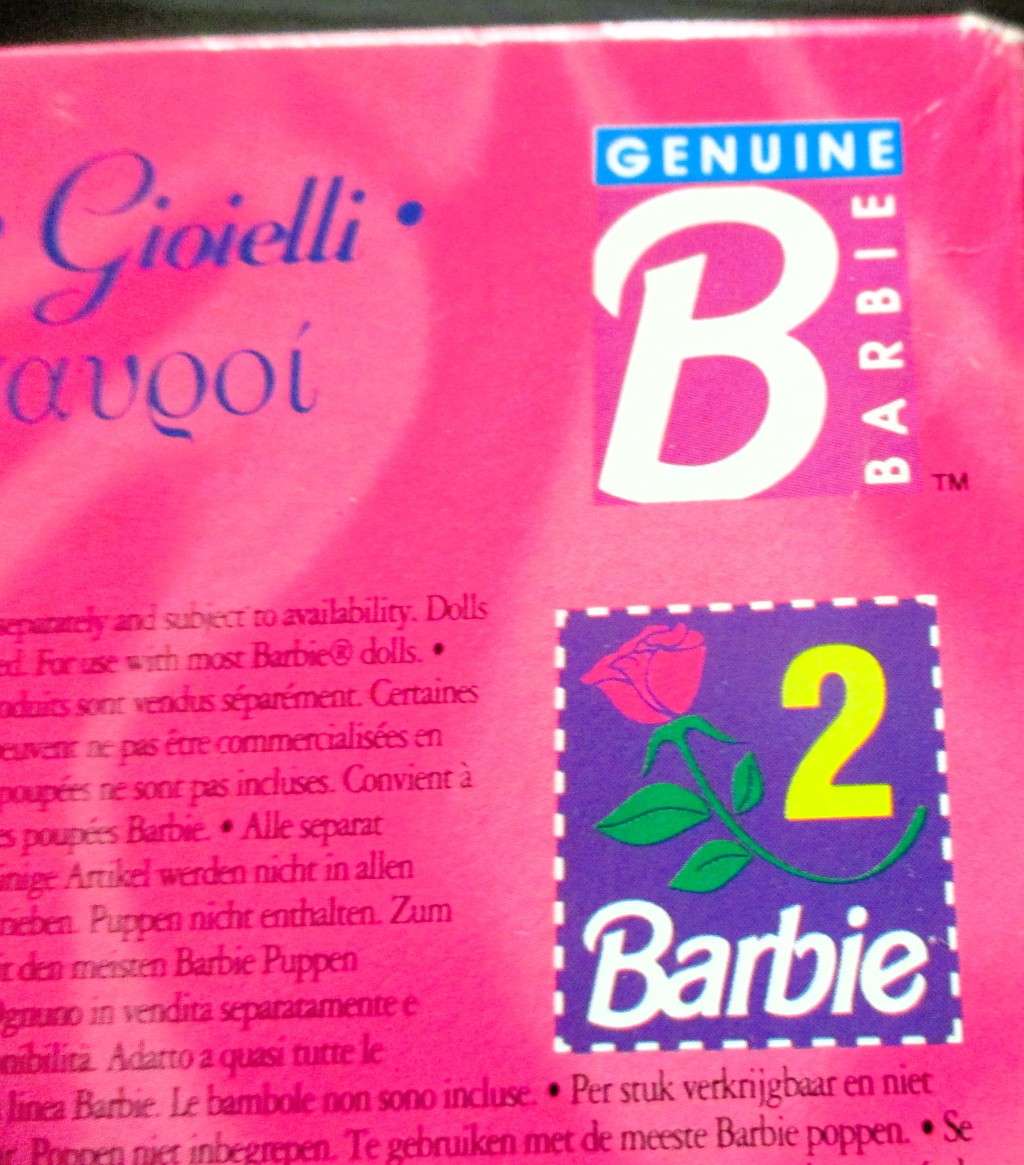 • Gioielli •
αυροί
GENUINE
B
BARBIE
TM
separately and subject to availability. Dolls
ed. For use with most Barbie® dolls. •
oduits sont vendus séparément. Certaines
peuvent ne pas être commercialisées en
poupées ne sont pas incluses. Convient à
es poupées Barbie. • Alle separat
inige Artikel werden nicht in allen
rieben. Puppen nicht enthalten. Zum
it den meisten Barbie Puppen
Ognuno in vendita separatamente e
nibilità. Adatto a quasi tutte le
linea Barbie. Le bambole non sono incluse. • Per stuk verkrijgbaar en niet
Poppen niet inbegrepen. Te gebruiken met de meeste Barbie poppen. • Se
2
Barbie